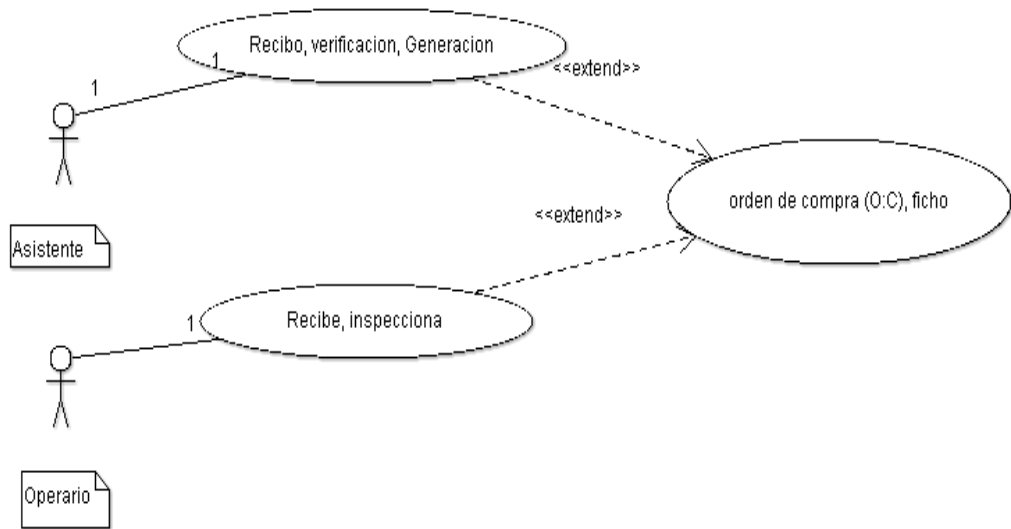 Recibo, verificacion, Generacion
1
1
<<extend>>
orden de compra (O:C), ficho
<<extend>>
Asistente
Recibe, inspecciona
1
Operario